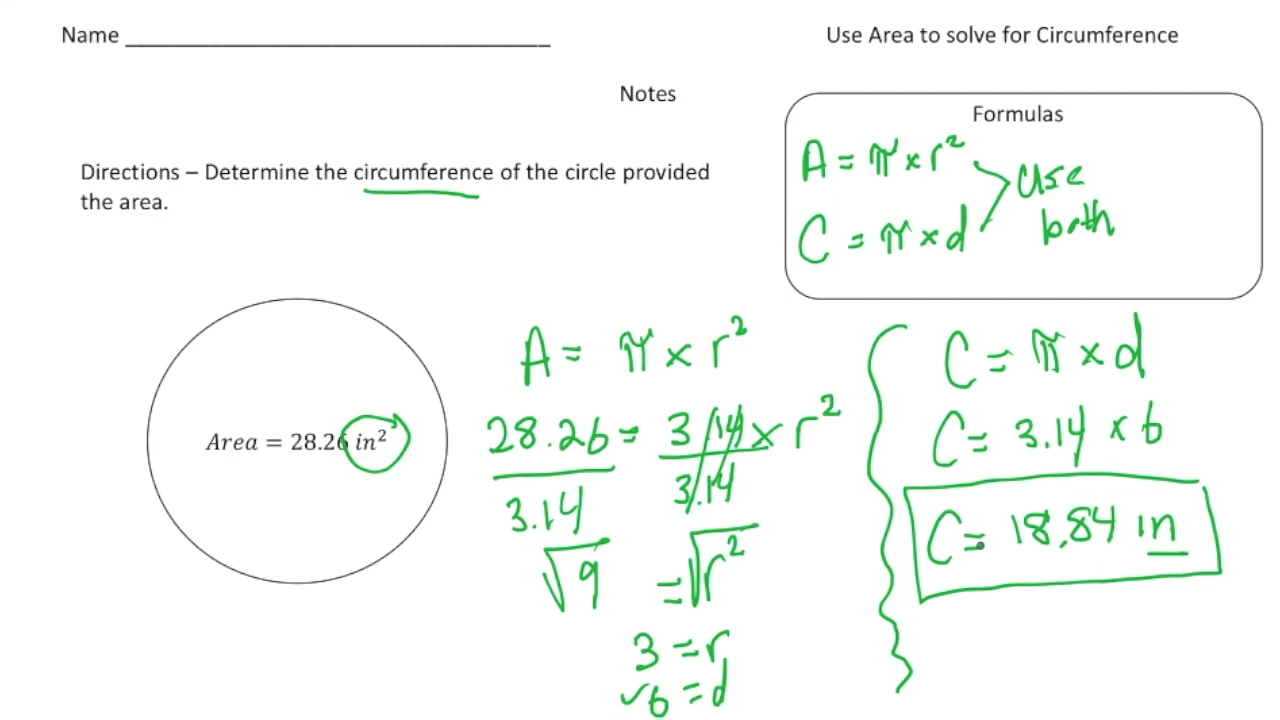 Name ___________________________________
Use Area to solve for Circumference
Notes
Formulas
A = π × r²
C = π × d
use
both
Directions – Determine the circumference of the circle provided
the area.
Area = 28.26 in²
A = π × r²
28.26 = 3.14 × r²
3.14 3.14
√9 = √r²
3 = r
6 = d
C = π × d
C = 3.14 × 6
C = 18.84 in